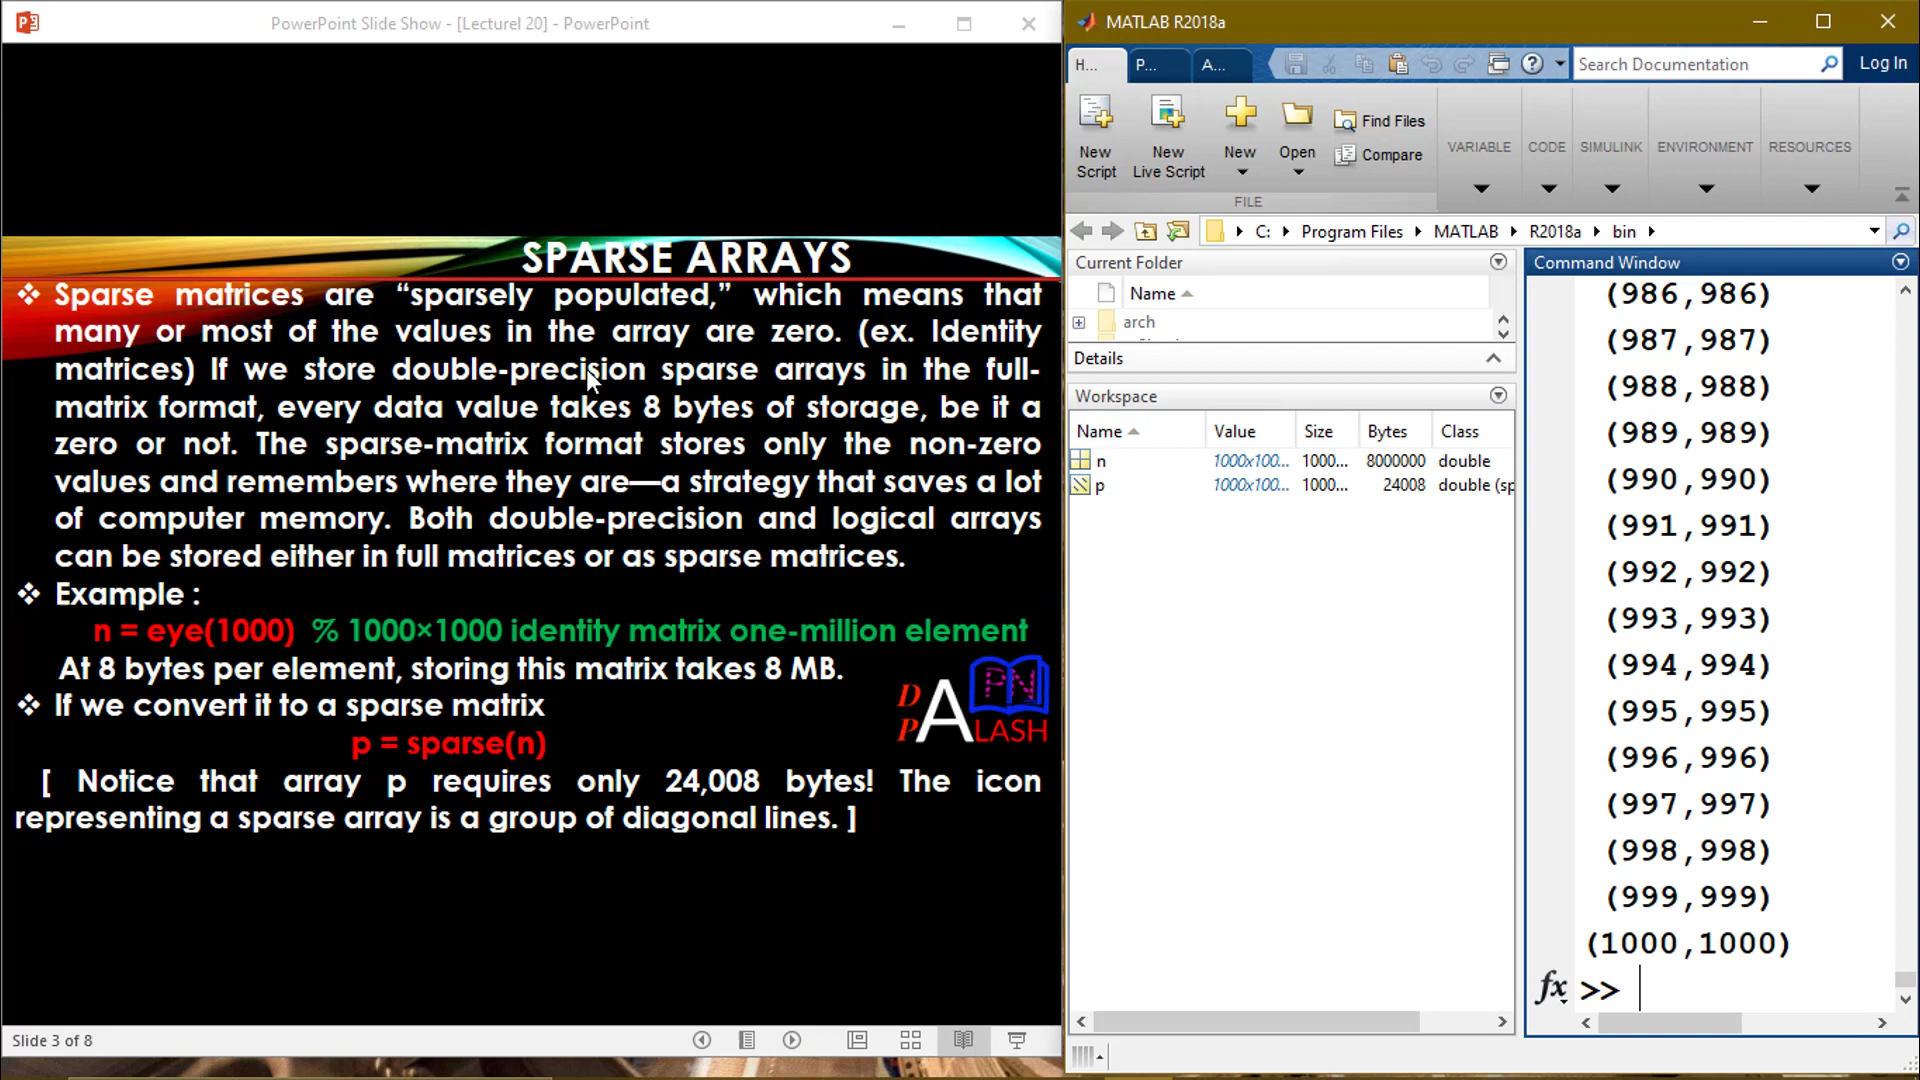 PowerPoint Slide Show - [Lecturel 20] - PowerPoint
SPARSE ARRAYS
❖ Sparse matrices are “sparsely populated,” which means that
many or most of the values in the array are zero. (ex. Identity
matrices) If we store double-precision sparse arrays in the full-
matrix format, every data value takes 8 bytes of storage, be it a
zero or not. The sparse-matrix format stores only the non-zero
values and remembers where they are—a strategy that saves a lot
of computer memory. Both double-precision and logical arrays
can be stored either in full matrices or as sparse matrices.
❖ Example :
n = eye(1000) % 1000×1000 identity matrix one-million element
At 8 bytes per element, storing this matrix takes 8 MB.
❖ If we convert it to a sparse matrix
p = sparse(n)
[ Notice that array p requires only 24,008 bytes! The icon
representing a sparse array is a group of diagonal lines. ]
D PN
P A LASH
Slide 3 of 8
MATLAB R2018a
H... P... A... Search Documentation Log In
New Script
New Live Script
New
Open
Find Files
Compare
VARIABLE CODE SIMULINK ENVIRONMENT RESOURCES
FILE
C: Program Files MATLAB R2018a bin
Current Folder
Name
arch
Details
Workspace
Name Value Size Bytes Class
n 1000x100... 1000... 8000000 double
p 1000x100... 1000... 24008 double (sp
Command Window
(986,986)
(987,987)
(988,988)
(989,989)
(990,990)
(991,991)
(992,992)
(993,993)
(994,994)
(995,995)
(996,996)
(997,997)
(998,998)
(999,999)
(1000,1000)
fx >>